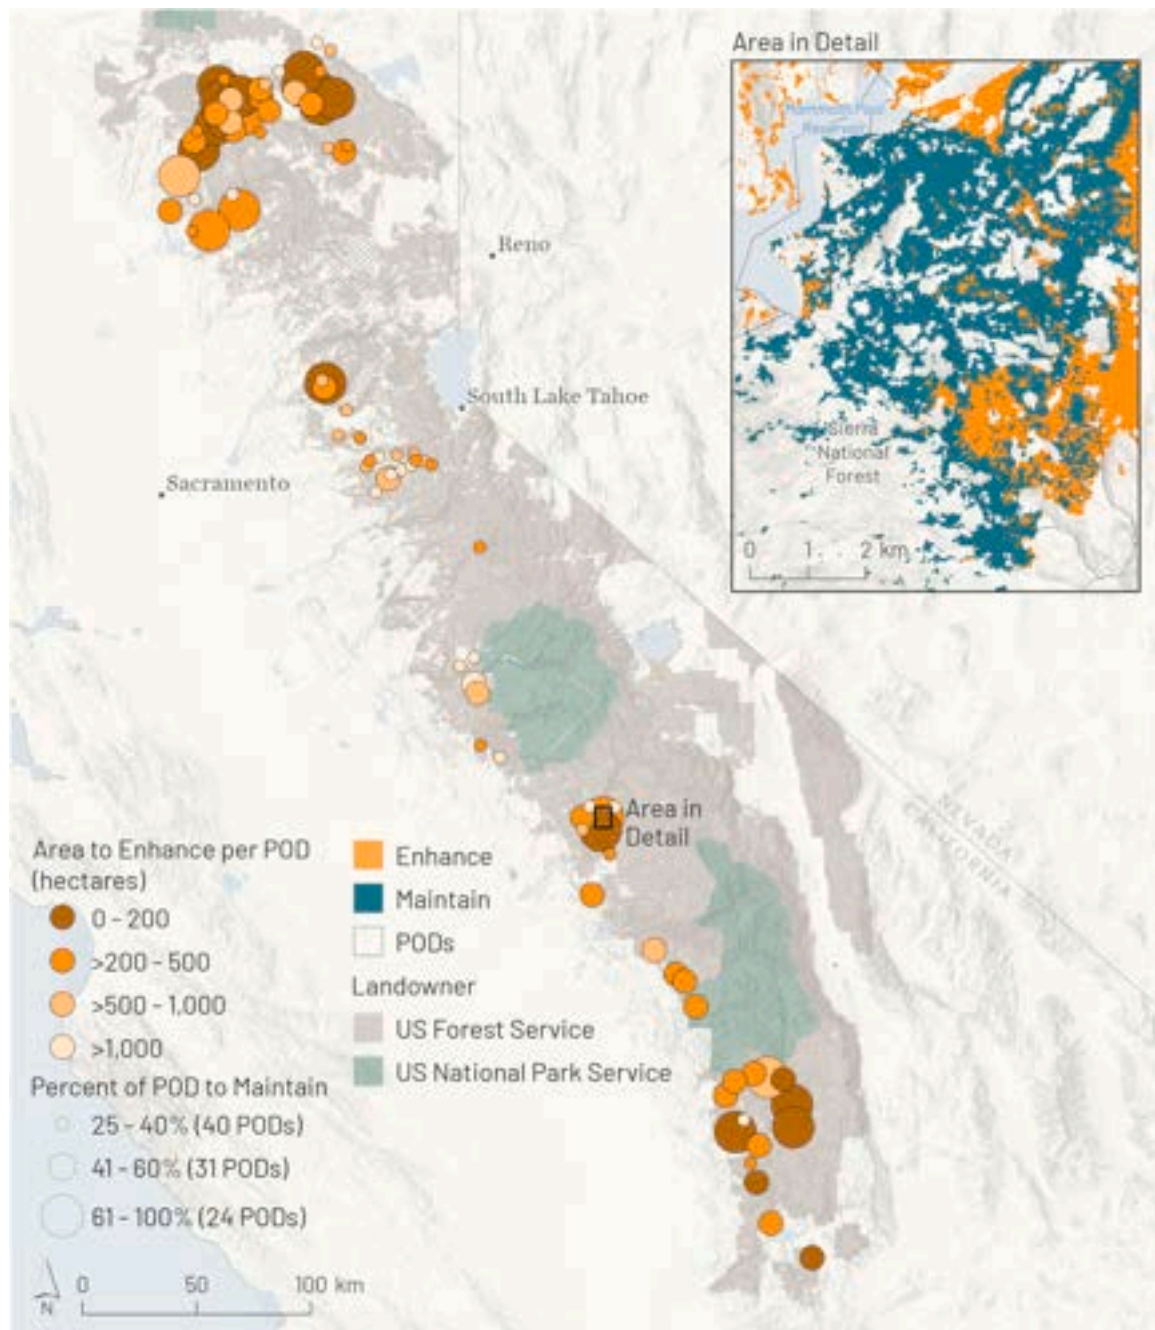 Area in Detail
Reno
South Lake Tahoe
Sacramento
Sierra
National
Forest
0 1 2 km
Area in
Detail
NEVADA
CALIFORNIA
Area to Enhance per POD
(hectares)
0 - 200
>200 - 500
>500 - 1,000
>1,000
Percent of POD to Maintain
25 - 40% (40 PODs)
41 - 60% (31 PODs)
61 - 100% (24 PODs)
Enhance
Maintain
PODs
Landowner
US Forest Service
US National Park Service
N
0 50 100 km